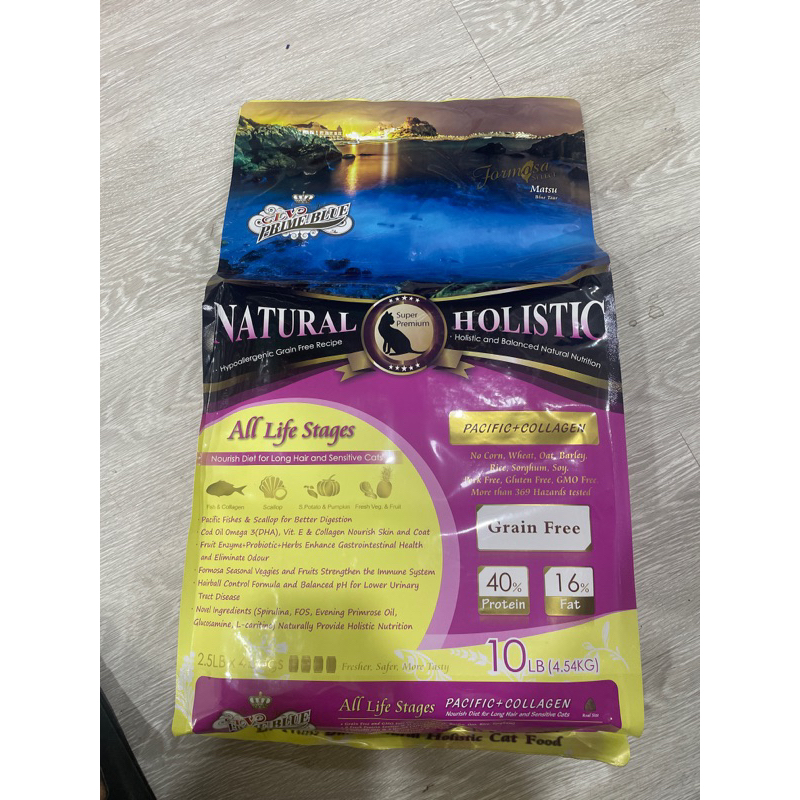 Formosa
Matsu
Blue Tear
LV
PRIME BLUE
NATURAL HOLISTIC
Super
Premium
· Hypoallergenic Grain Free Recipe
· Holistic and Balanced Natural Nutrition
All Life Stages
Nourish Diet for Long Hair and Sensitive Cats
Fish & Collagen Scallop S.Potato & Pumpkin Fresh Veg. & Fruit
· Pacific Fishes & Scallop for Better Digestion
Cod Oil Omega 3(DHA), Vit. E & Collagen Nourish Skin and Coat
· Fruit Enzyme+Probiotic+Herbs Enhance Gastrointestinal Health
and Eliminate Odour
· Formosa Seasonal Veggies and Fruits Strengthen the Immune System
· Hairball Control Formula and Balanced pH for Lower Urinary
Tract Disease
· Novel Ingredients (Spirulina, FOS, Evening Primrose Oil,
Glucosamine, L-caritine) Naturally Provide Holistic Nutrition
PACIFIC+COLLAGEN
No Corn, Wheat, Oat, Barley,
Rice, Sorghum, Soy.
Pork Free, Gluten Free, GMO Free
More than 369 Hazards tested
Grain Free
40%
Protein
16%
Fat
2.5LB x 4
Fresher, Safer, More Tasty
10LB (4.54KG)
All Life Stages
PACIFIC+COLLAGEN
Nourish Diet for Long Hair and Sensitive Cats
Holistic Cat Food